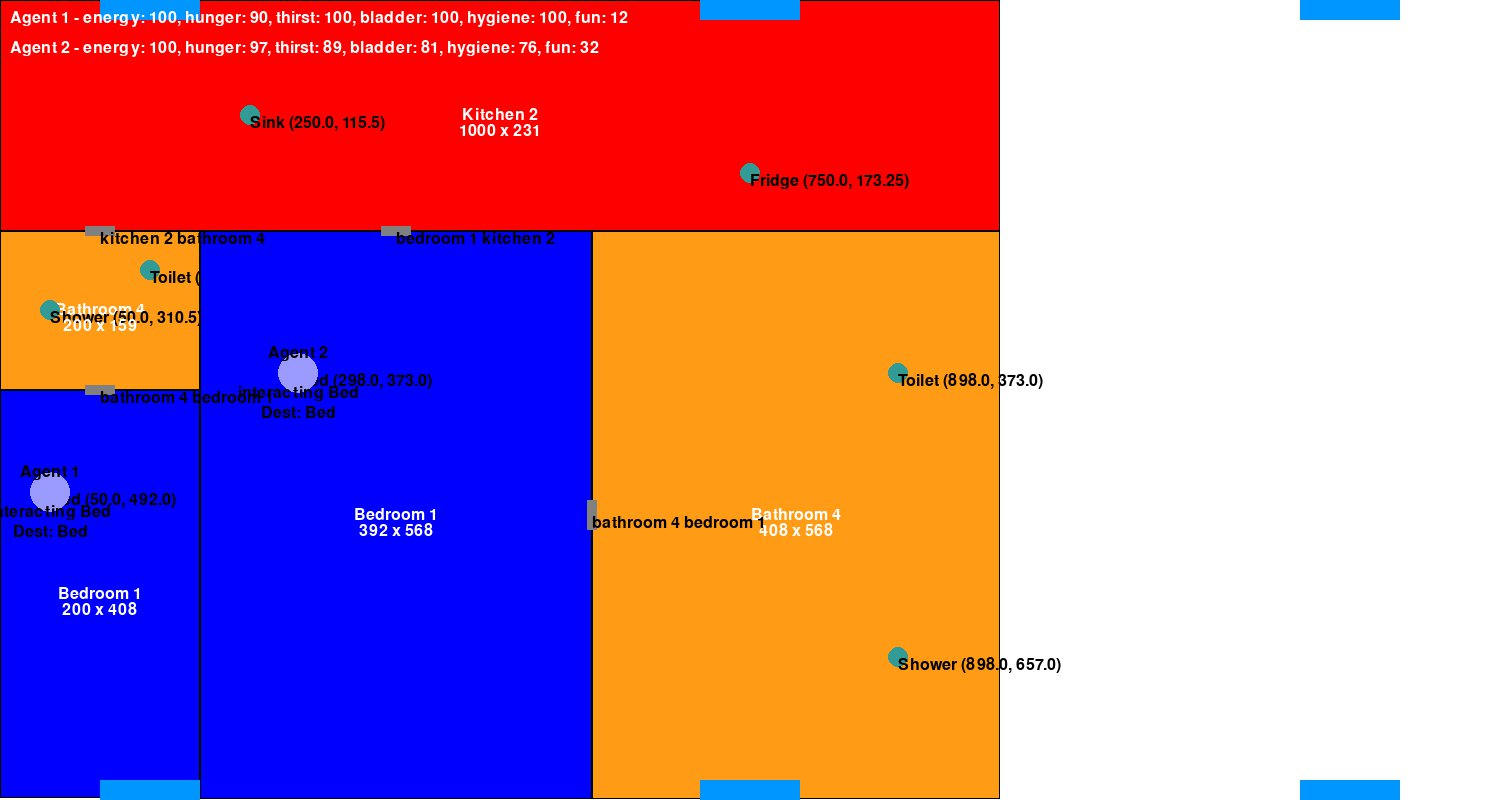 Agent 1 - energy: 100, hunger: 90, thirst: 100, bladder: 100, hygiene: 100, fun: 12
Agent 2 - energy: 100, hunger: 97, thirst: 89, bladder: 81, hygiene: 76, fun: 32
Kitchen 2
1000 x 231
Sink (250.0, 115.5)
Fridge (750.0, 173.25)
kitchen 2 bathroom 4
bedroom 1 kitchen 2
Toilet (
Bathroom 4
200 x 159
Shower (50.0, 310.5)
Agent 2
d (298.0, 373.0)
interacting Bed
Dest: Bed
Toilet (898.0, 373.0)
bathroom 4 bedroom 1
Agent 1
d (50.0, 492.0)
nteracting Bed
Dest: Bed
Bedroom 1
392 x 568
bathroom 4 bedroom 1
Bathroom 4
408 x 568
Bedroom 1
200 x 408
Shower (898.0, 657.0)